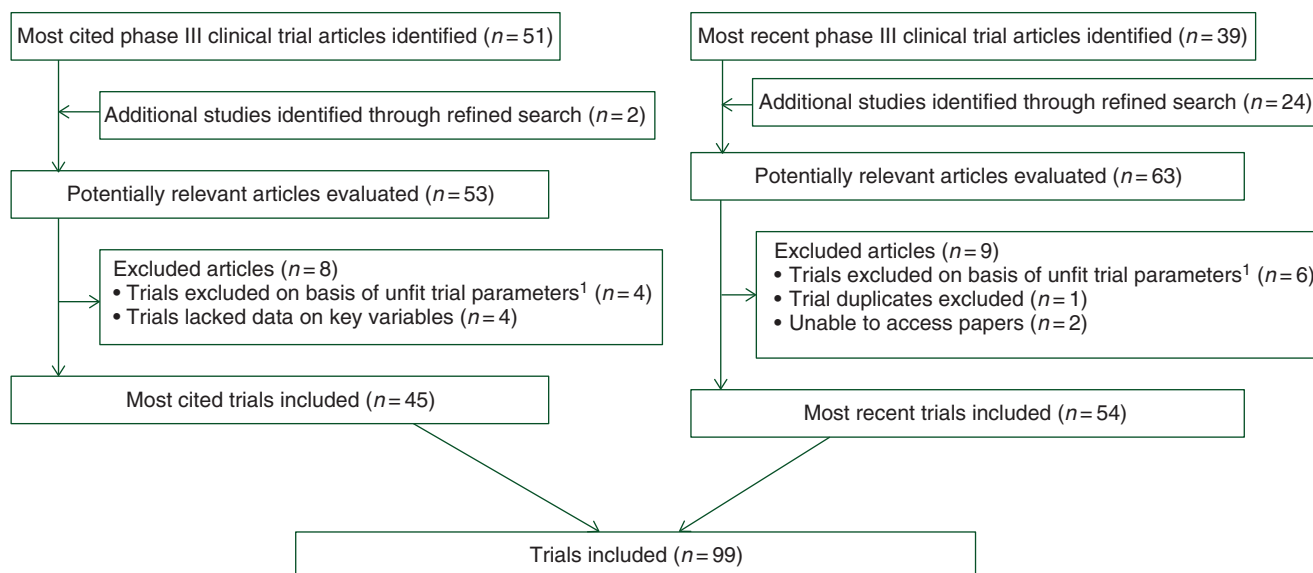 Most cited phase III clinical trial articles identified (n=51)
Additional studies identified through refined search (n=2)
Potentially relevant articles evaluated (n=53)
Excluded articles (n=8)
• Trials excluded on basis of unfit trial parameters¹ (n=4)
• Trials lacked data on key variables (n=4)
Most cited trials included (n=45)
Most recent phase III clinical trial articles identified (n=39)
Additional studies identified through refined search (n=24)
Potentially relevant articles evaluated (n=63)
Excluded articles (n=9)
• Trials excluded on basis of unfit trial parameters¹ (n=6)
• Trial duplicates excluded (n=1)
• Unable to access papers (n=2)
Most recent trials included (n=54)
Trials included (n=99)